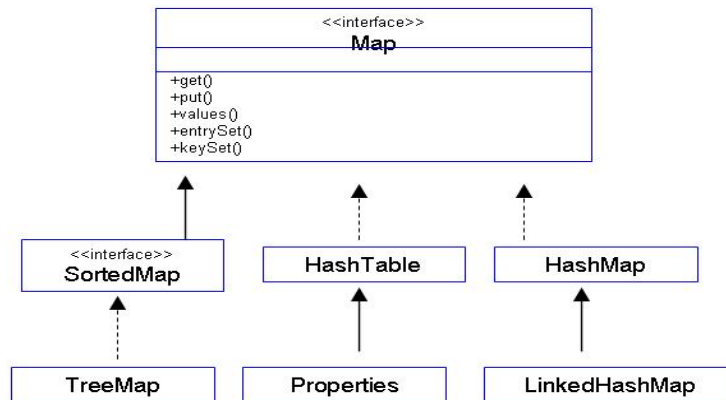 <<interface>>
Map
+get()
+put()
+values()
+entrySet()
+keySet()
<<interface>>
SortedMap
HashTable
HashMap
TreeMap
Properties
LinkedHashMap